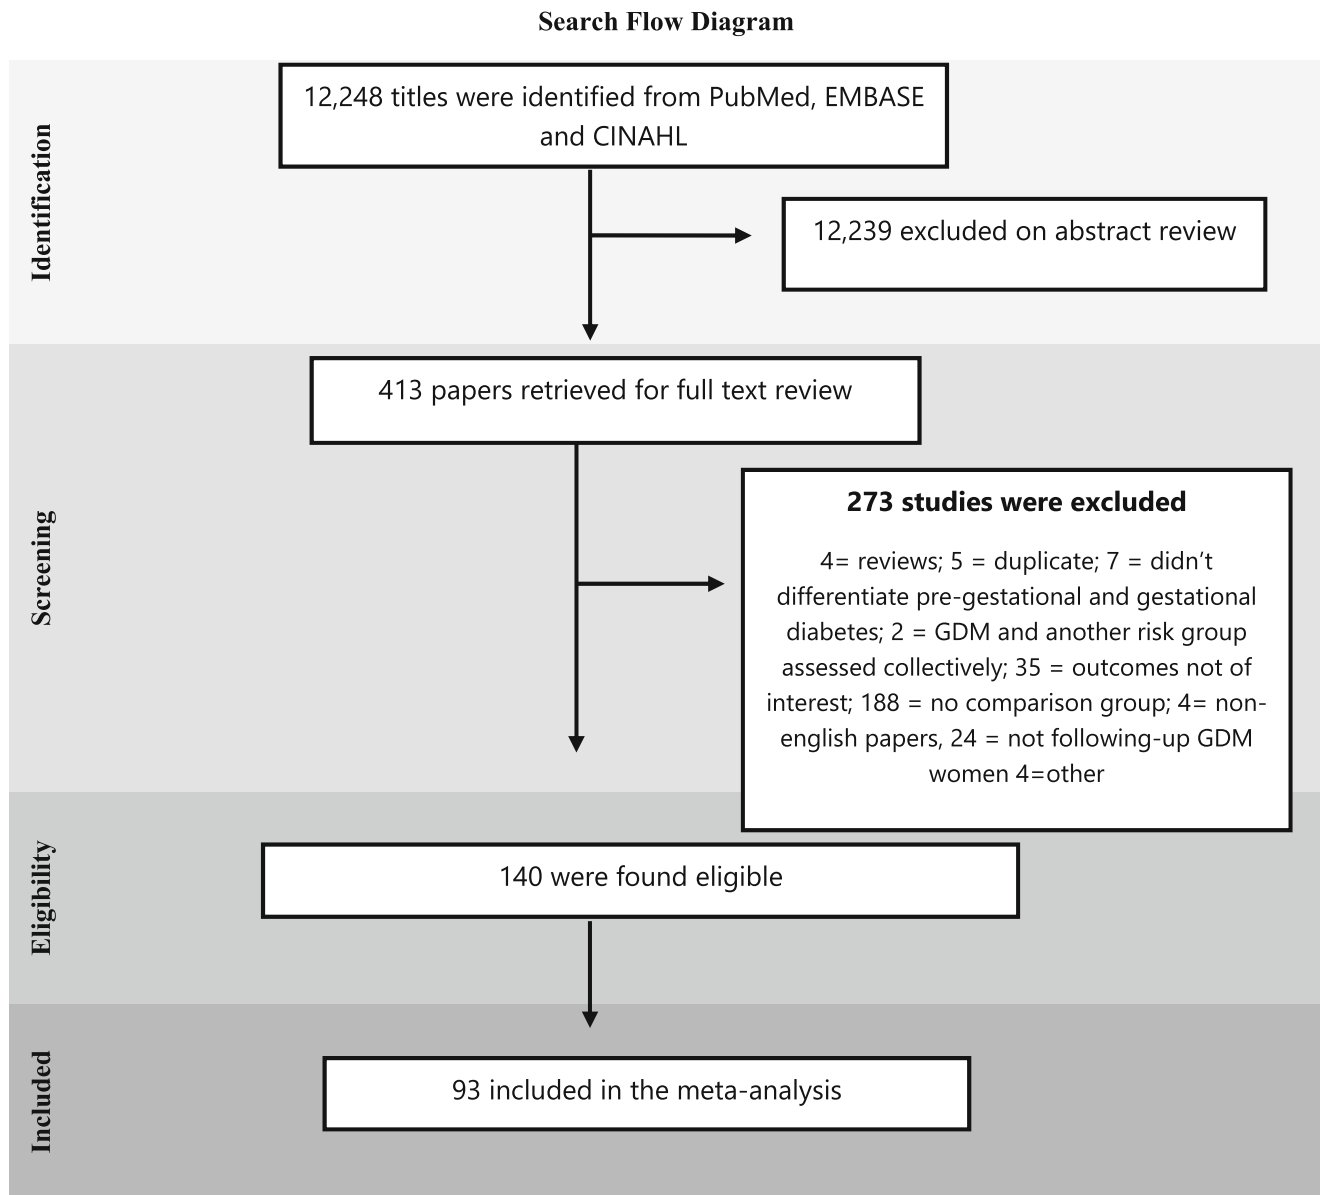 Search Flow Diagram
Identification
12,248 titles were identified from PubMed, EMBASE
and CINAHL
12,239 excluded on abstract review
Screening
413 papers retrieved for full text review
273 studies were excluded
4= reviews; 5 = duplicate; 7 = didn’t
differentiate pre-gestational and gestational
diabetes; 2 = GDM and another risk group
assessed collectively; 35 = outcomes not of
interest; 188 = no comparison group; 4= non-
english papers, 24 = not following-up GDM
women 4=other
Eligibility
140 were found eligible
Included
93 included in the meta-analysis